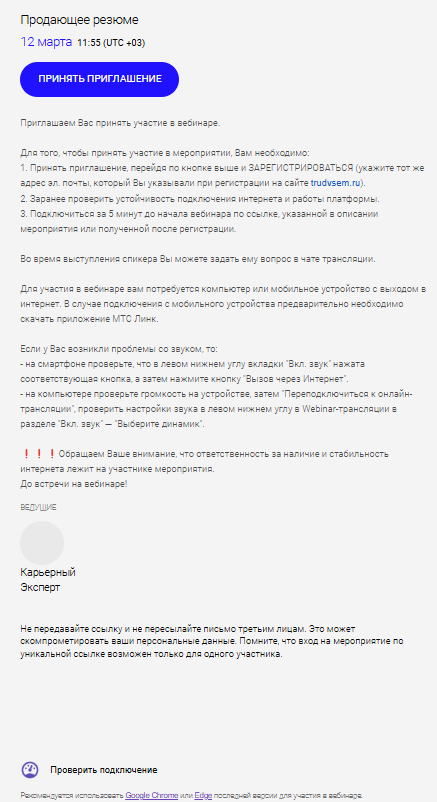 Продающее резюме
12 марта 11:55 (UTC +03)
ПРИНЯТЬ ПРИГЛАШЕНИЕ
Приглашаем Вас принять участие в вебинаре.
Для того, чтобы принять участие в мероприятии, Вам необходимо:
1. Принять приглашение, перейдя по кнопке выше и ЗАРЕГИСТРИРОВАТЬСЯ (укажите тот же
адрес эл. почты, который Вы указывали при регистрации на сайте trudvsem.ru).
2. Заранее проверить устойчивость подключения интернета и работы платформы.
3. Подключиться за 5 минут до начала вебинара по ссылке, указанной в описании
мероприятия или полученной после регистрации.
Во время выступления спикера Вы можете задать ему вопрос в чате трансляции.
Для участия в вебинаре вам потребуется компьютер или мобильное устройство с выходом в
интернет. В случае подключения с мобильного устройства предварительно необходимо
скачать приложение МТС Линк.
Если у Вас возникли проблемы со звуком, то:
- на смартфоне проверьте, что в левом нижнем углу вкладки "Вкл. звук" нажата
соответствующая кнопка, а затем нажмите кнопку "Вызов через Интернет".
- на компьютере проверьте громкость на устройстве, затем "Переподключиться к онлайн-
трансляции", проверить настройки звука в левом нижнем углу в Webinar-трансляции в
разделе "Вкл. звук" — "Выберите динамик".
❗❗❗Обращаем Ваше внимание, что ответственность за наличие и стабильность
интернета лежит на участнике мероприятия.
До встречи на вебинаре!
ВЕДУЩИЕ
Карьерный
Эксперт
Не передавайте ссылку и не пересылайте письмо третьим лицам. Это может
скомпрометировать ваши персональные данные. Помните, что вход на мероприятие по
уникальной ссылке возможен только для одного участника.
Проверить подключение
Рекомендуется использовать Google Chrome или Edge последней версии для участия в вебинаре.